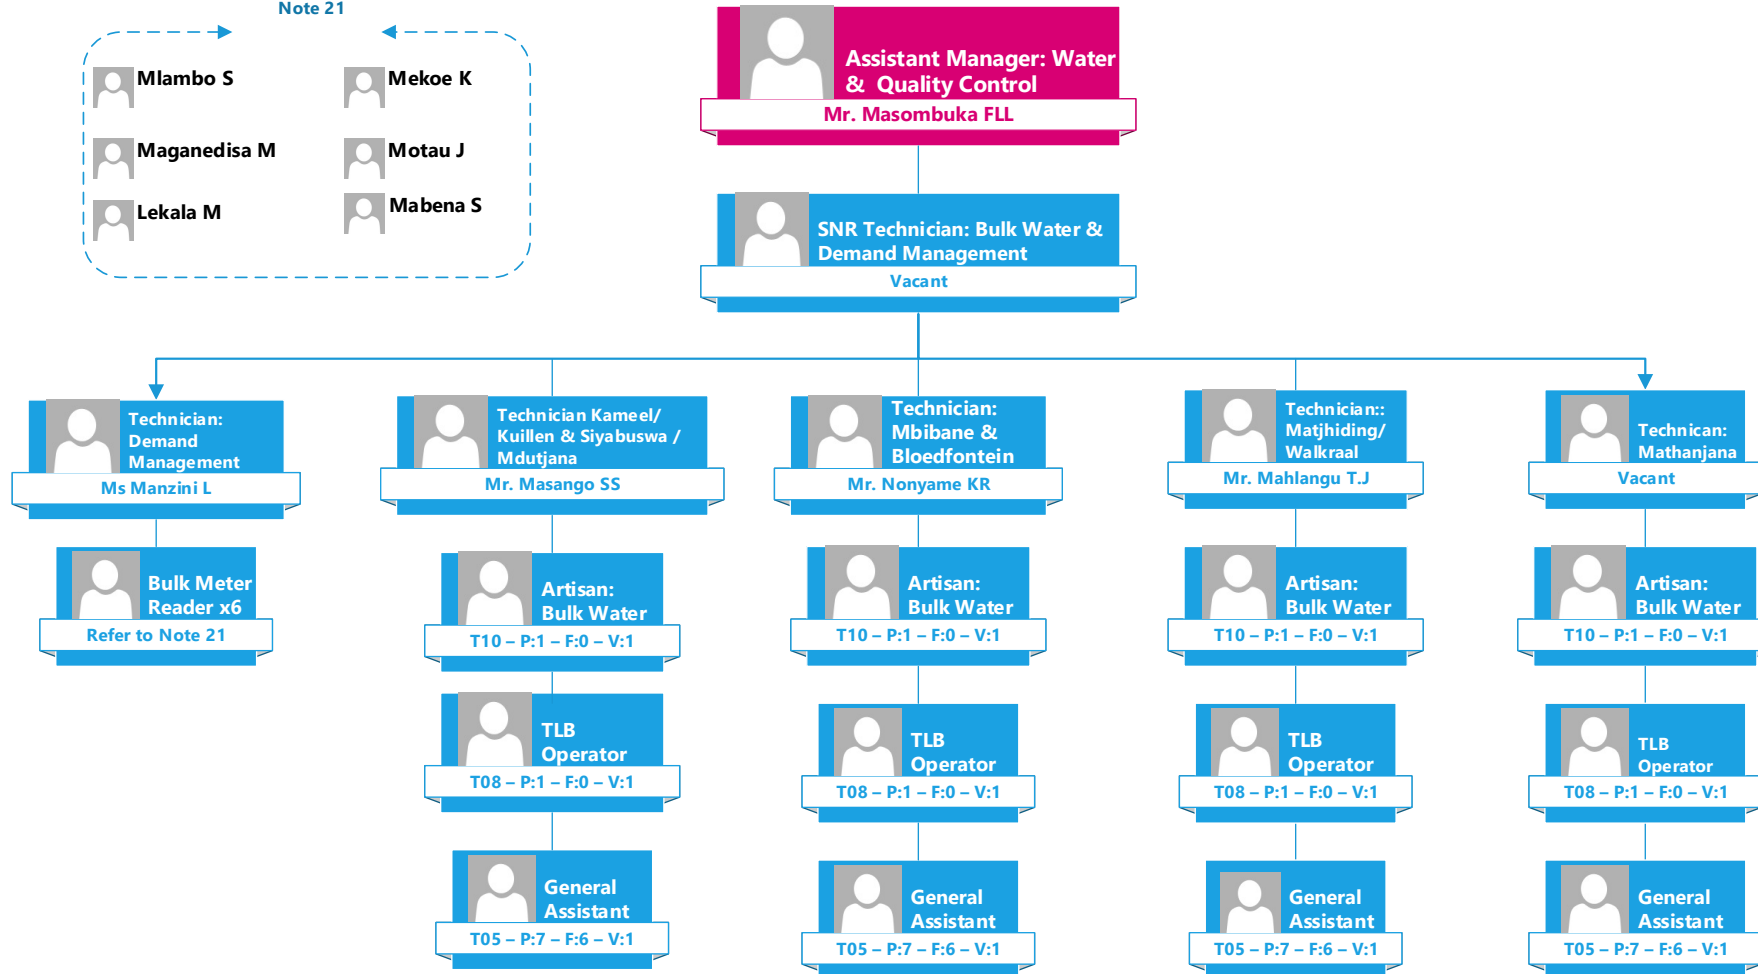 Note 21
Mlambo S
Mekoe K
Maganedisa M
Motau J
Lekala M
Mabena S
Assistant Manager: Water
& Quality Control
Mr. Masombuka FLL
SNR Technician: Bulk Water &
Demand Management
Vacant
Technician:
Demand
Management
Ms Manzini L
Technician Kameel/
Kuillen & Siyabuswa /
Mdutjana
Mr. Masango SS
Technician:
Mbibane &
Bloedfontein
Mr. Nonyame KR
Technician::
Matjhiding/
Walkraal
Mr. Mahlangu T.J
Technican:
Mathanjana
Vacant
Bulk Meter
Reader x6
Refer to Note 21
Artisan:
Bulk Water
T10 – P:1 – F:0 – V:1
Artisan:
Bulk Water
T10 – P:1 – F:0 – V:1
Artisan:
Bulk Water
T10 – P:1 – F:0 – V:1
Artisan:
Bulk Water
T10 – P:1 – F:0 – V:1
TLB
Operator
T08 – P:1 – F:0 – V:1
TLB
Operator
T08 – P:1 – F:0 – V:1
TLB
Operator
T08 – P:1 – F:0 – V:1
TLB
Operator
T08 – P:1 – F:0 – V:1
General
Assistant
T05 – P:7 – F:6 – V:1
General
Assistant
T05 – P:7 – F:6 – V:1
General
Assistant
T05 – P:7 – F:6 – V:1
General
Assistant
T05 – P:7 – F:6 – V:1